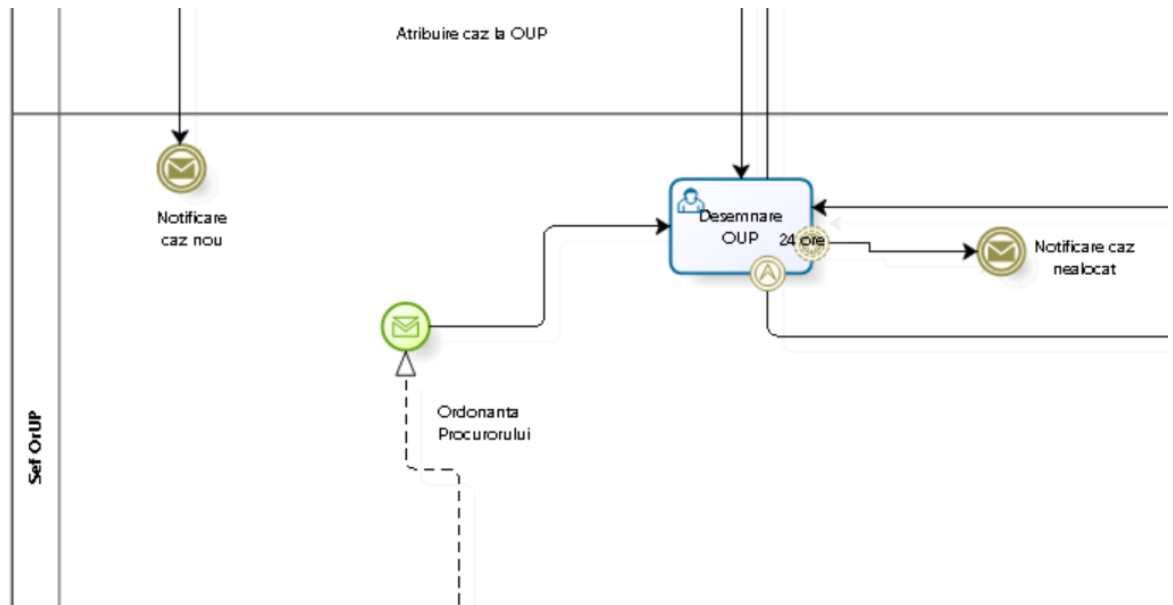 Atribuire caz la OUP
Notificare
caz nou
Desemnare
OUP
24 ore
Notificare caz
nealocat
Ordonanta
Procurorului
Sef OrUP